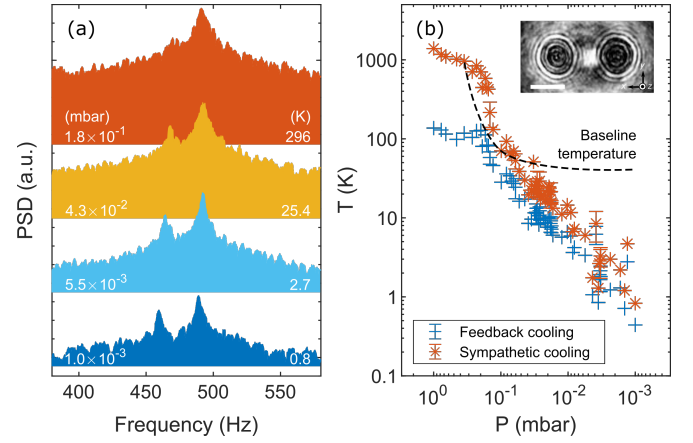 (a)
(mbar) (K)
1.8×10⁻¹ 296
4.3×10⁻² 25.4
5.5×10⁻³ 2.7
1.0×10⁻³ 0.8
PSD (a.u.)
400 450 500 550
Frequency (Hz)
(b)
z
1000
100
10
1
0.1
T (K)
Baseline
temperature
Feedback cooling
Sympathetic cooling
10⁰ 10⁻¹ 10⁻² 10⁻³
P (mbar)